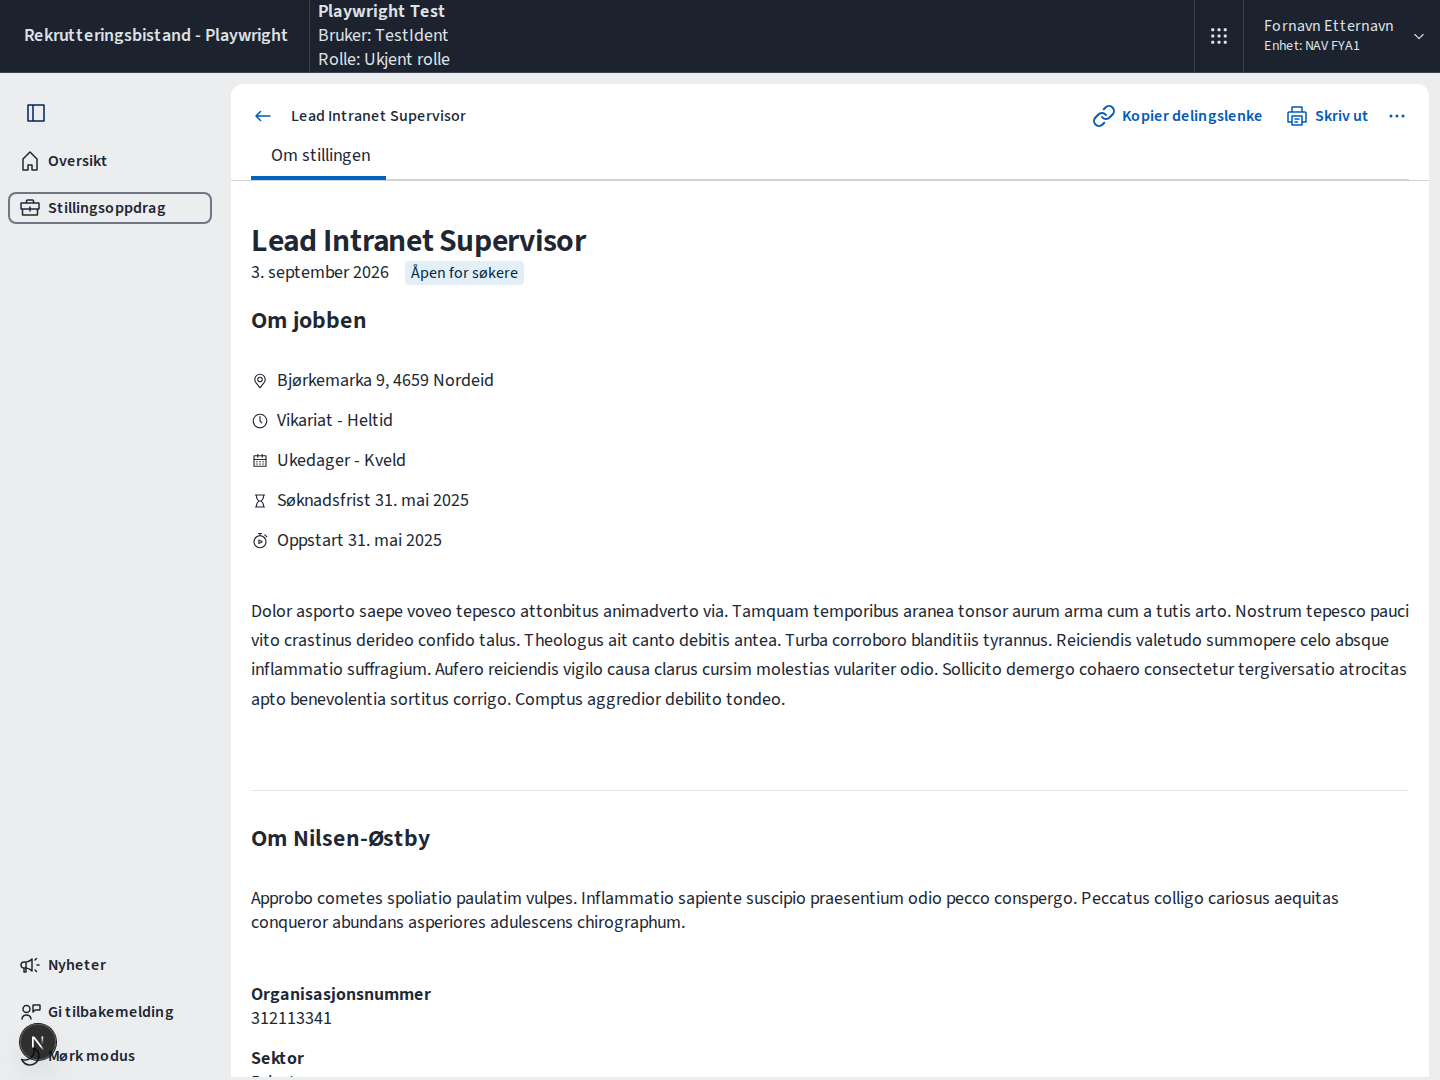 Rekrutteringsbistand - Playwright
Playwright Test
Bruker: TestIdent
Rolle: Ukjent rolle
Fornavn Etternavn
Enhet: NAV FYA1
Oversikt
Stillingsoppdrag
Nyheter
Gi tilbakemelding
N
Mørk modus
Lead Intranet Supervisor
Kopier delingslenke
Skriv ut
Om stillingen
Lead Intranet Supervisor
3. september 2026
Åpen for søkere
Om jobben
Bjørkemarka 9, 4659 Nordeid
Vikariat - Heltid
Ukedager - Kveld
Søknadsfrist 31. mai 2025
Oppstart 31. mai 2025
Dolor asporto saepe voveo tepesco attonbitus animadverto via. Tamquam temporibus aranea tonsor aurum arma cum a tutis arto. Nostrum tepesco pauci
vito crastinus derideo confido talus. Theologus ait canto debitis antea. Turba corroboro blanditiis tyrannus. Reiciendis valetudo summopere celo absque
inflammatio suffragium. Aufero reiciendis vigilo causa clarus cursim molestias vulariter odio. Sollicito demergo cohaero consectetur tergiversatio atrocitas
apto benevolentia sortitus corrigo. Comptus aggredior debilito tondeo.
Om Nilsen-Østby
Approbo cometes spoliatio paulatim vulpes. Inflammatio sapiente suscipio praesentium odio pecco conspergo. Peccatus colligo cariosus aequitas
conqueror abundans asperiores adulescens chirographum.
Organisasjonsnummer
312113341
Sektor